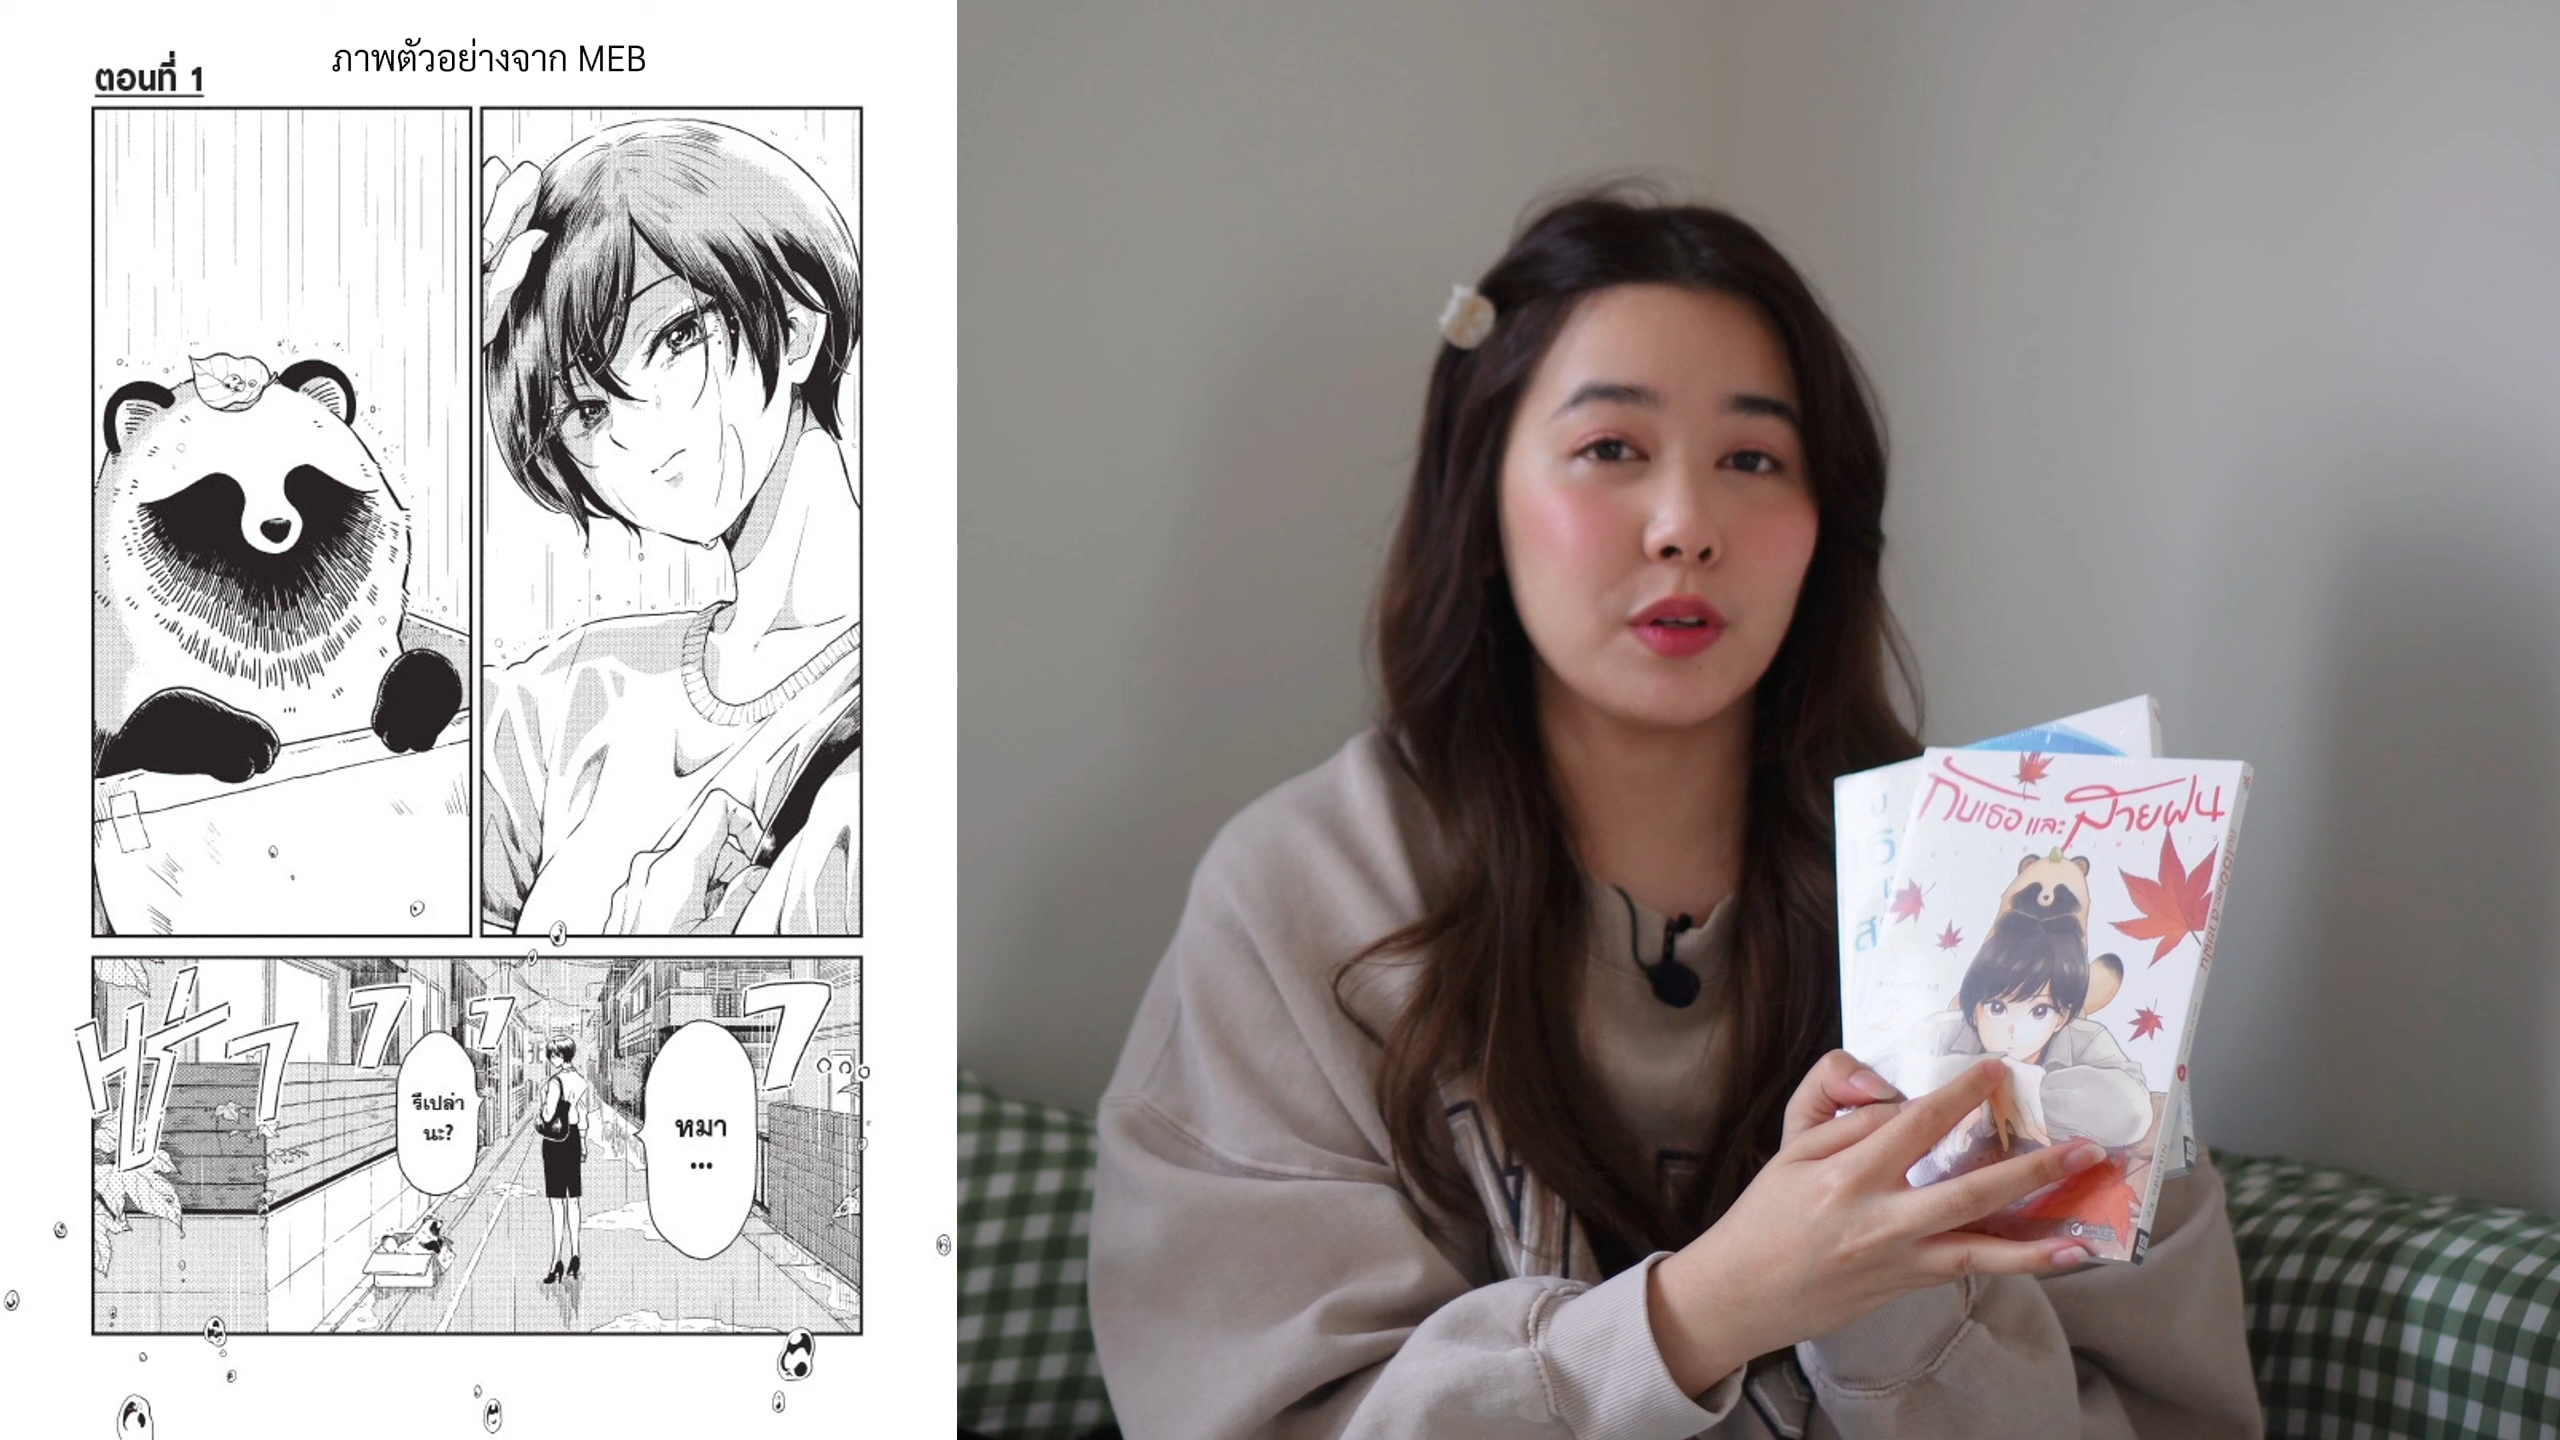 ภาพตัวอย่างจาก MEB
ตอนที่ 1
หมา
...
รึเปล่า
นะ?
ซ่า า า า า...
กับเธอ และ สายฝน